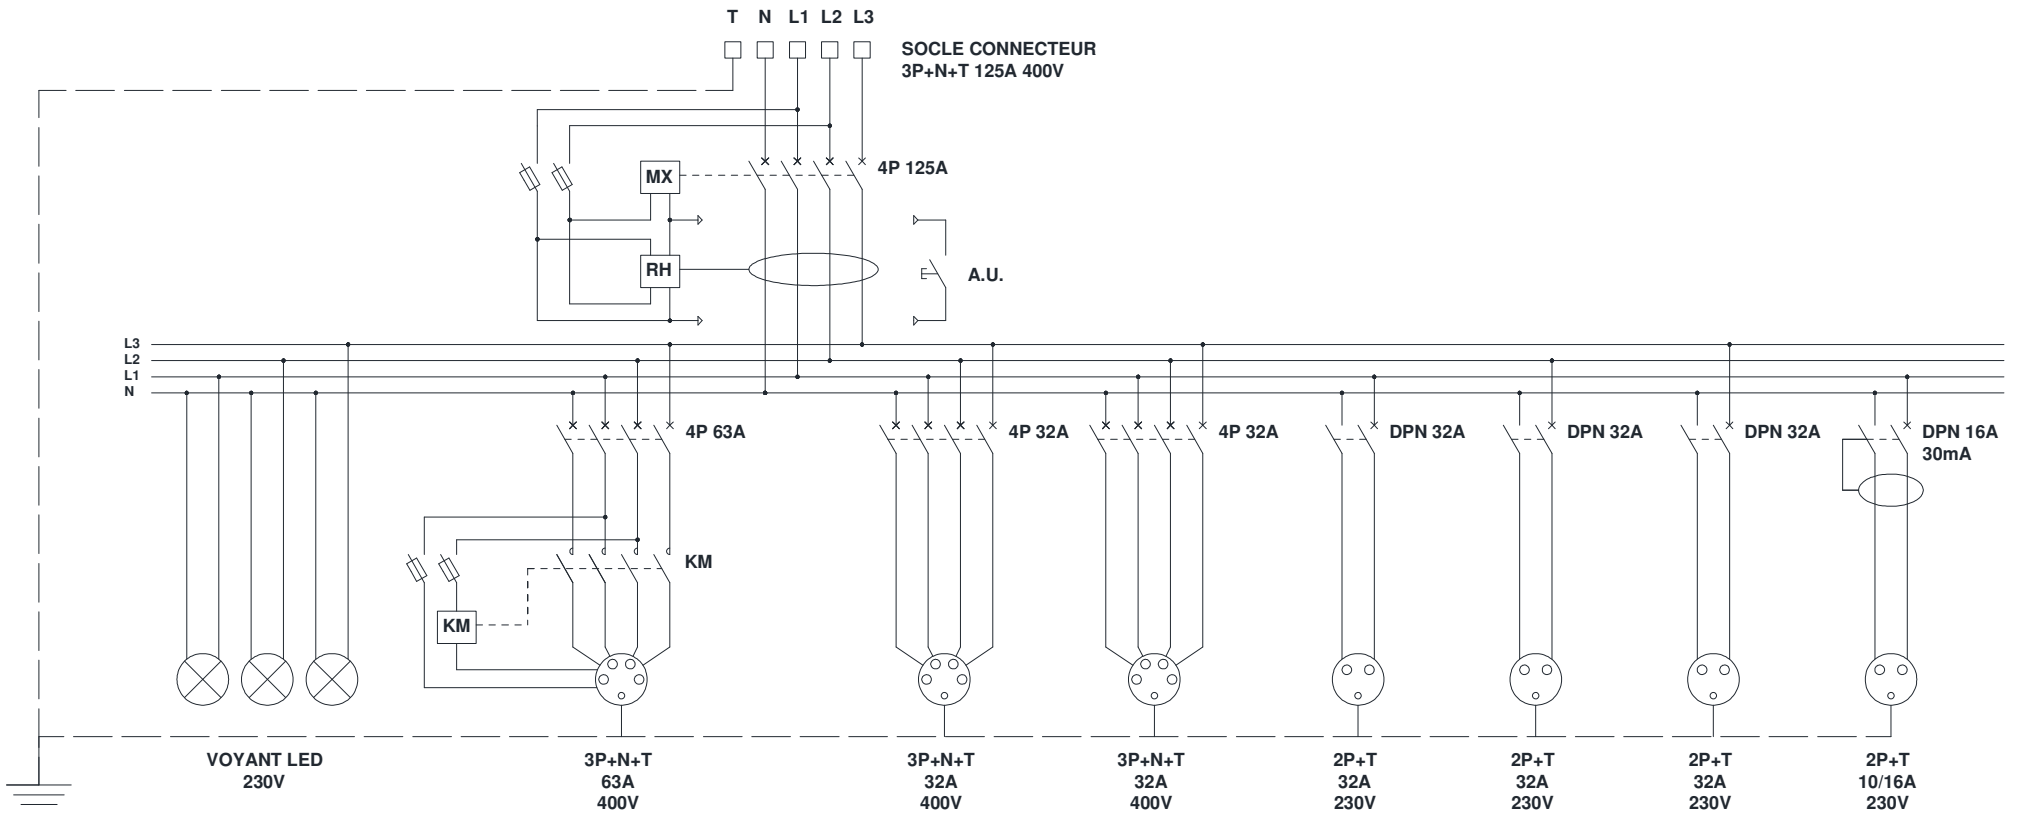 T N L1 L2 L3
SOCLE CONNECTEUR
3P+N+T 125A 400V
4P 125A
MX
RH
A.U.
L3
L2
L1
N
4P 63A
4P 32A
4P 32A
DPN 32A
DPN 32A
DPN 32A
DPN 16A
30mA
KM
KM
VOYANT LED
230V
3P+N+T
63A
400V
3P+N+T
32A
400V
3P+N+T
32A
400V
2P+T
32A
230V
2P+T
32A
230V
2P+T
32A
230V
2P+T
10/16A
230V